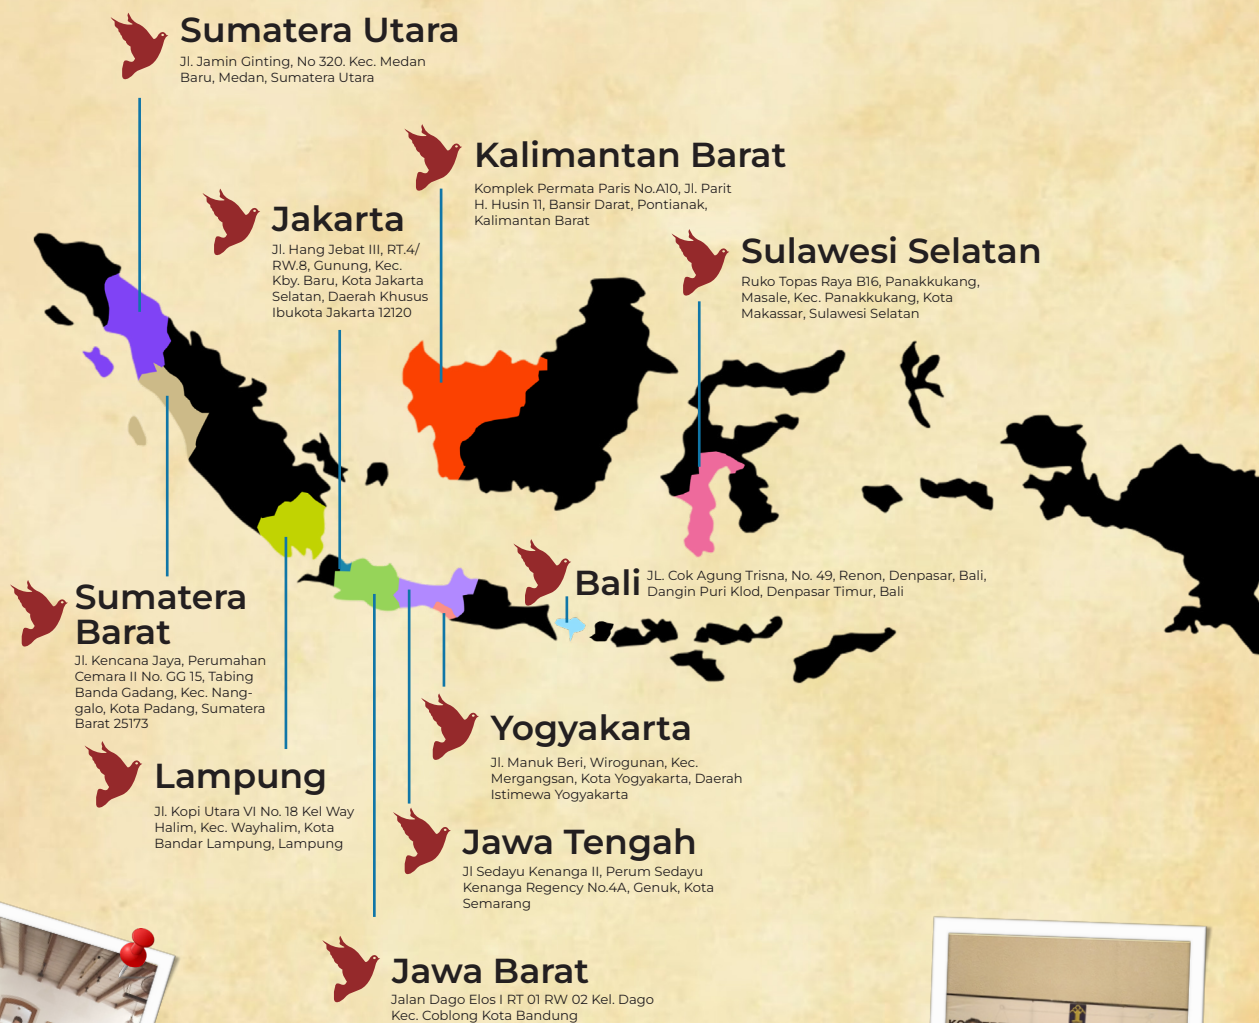 Sumatera Utara
Jl. Jamin Ginting, No 320. Kec. Medan
Baru, Medan, Sumatera Utara
Kalimantan Barat
Komplek Permata Paris No.A10, Jl. Parit
H. Husin 11, Bansir Darat, Pontianak,
Kalimantan Barat
Jakarta
Jl. Hang Jebat III, RT.4/
RW.8, Gunung, Kec.
Kby. Baru, Kota Jakarta
Selatan, Daerah Khusus
Ibukota Jakarta 12120
Sulawesi Selatan
Ruko Topas Raya B16, Panakkukang,
Masale, Kec. Panakkukang, Kota
Makassar, Sulawesi Selatan
Bali
JL. Cok Agung Trisna, No. 49, Renon, Denpasar, Bali,
Dangin Puri Klod, Denpasar Timur, Bali
Sumatera
Barat
Jl. Kencana Jaya, Perumahan
Cemara II No. GG 15, Tabing
Banda Gadang, Kec. Nang-
galo, Kota Padang, Sumatera
Barat 25173
Yogyakarta
Jl. Manuk Beri, Wirogunan, Kec.
Mergangsan, Kota Yogyakarta, Daerah
Istimewa Yogyakarta
Lampung
Jl. Kopi Utara VI No. 18 Kel Way
Halim, Kec. Wayhalim, Kota
Bandar Lampung, Lampung
Jawa Tengah
Jl Sedayu Kenanga II, Perum Sedayu
Kenanga Regency No.4A, Genuk, Kota
Semarang
Jawa Barat
Jalan Dago Elos I RT 01 RW 02 Kel. Dago
Kec. Coblong Kota Bandung